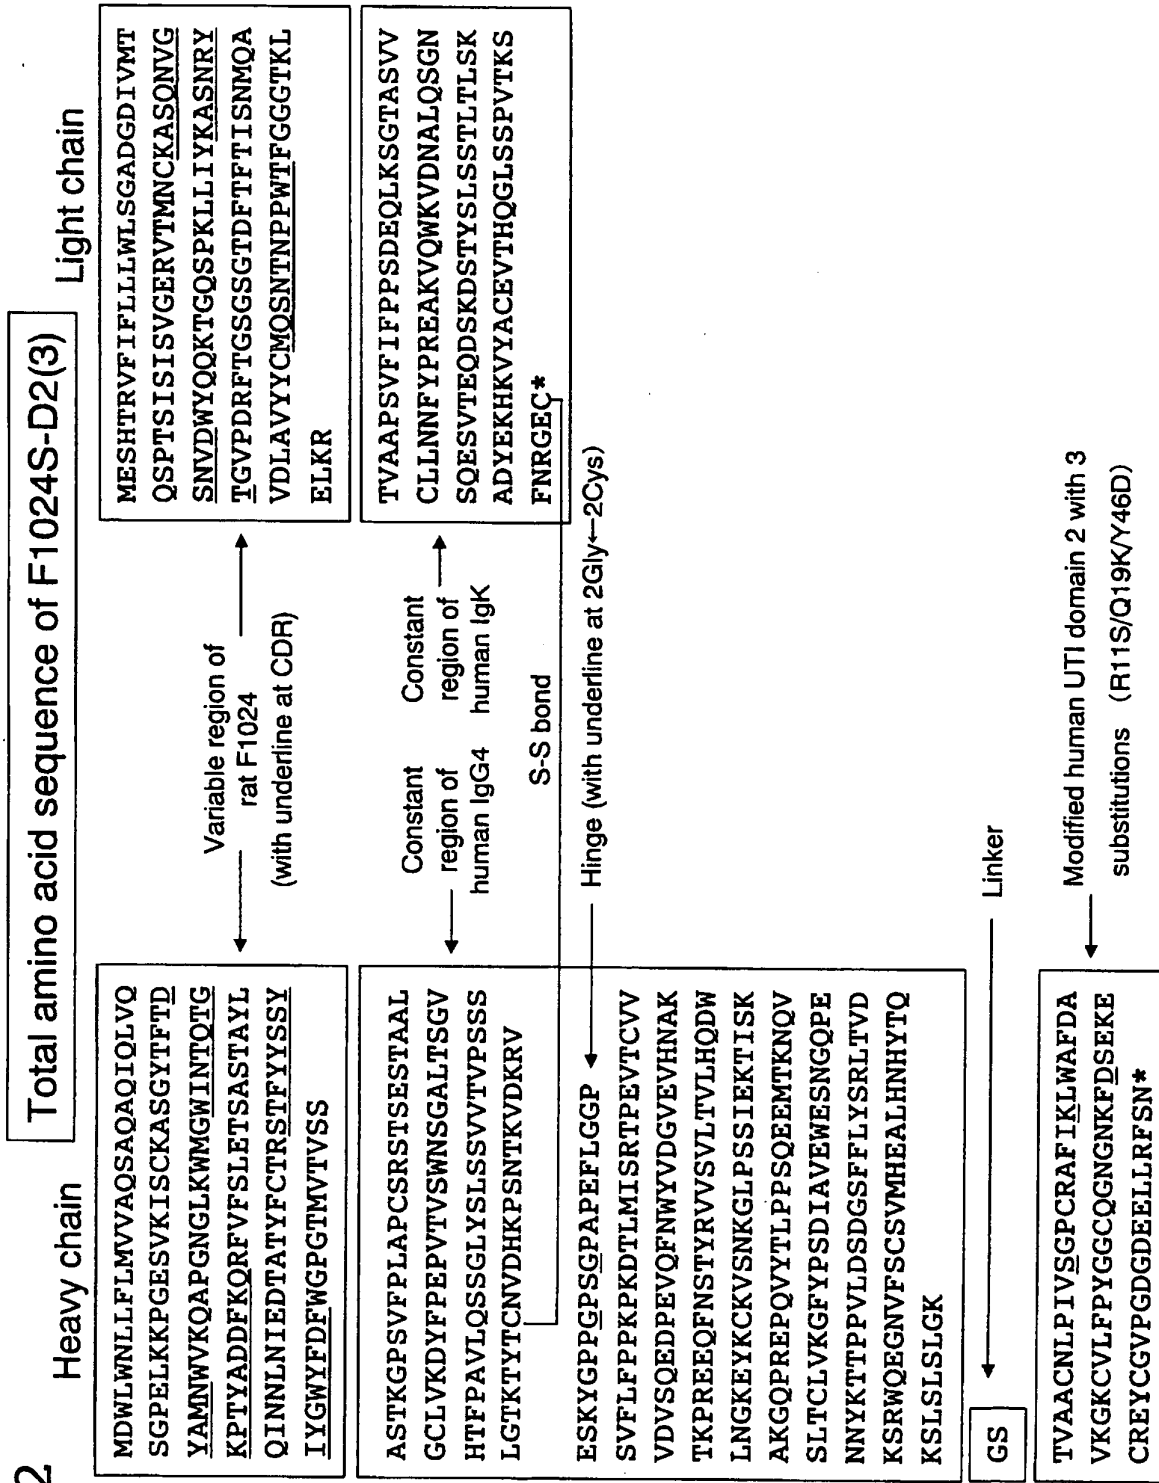 2
Total amino acid sequence of F1024S-D2(3)
Heavy chain
Light chain
MDWLWNLLFLMVVAQSAQAQIQLVQ
SGPELKKPGESVKISCKASGYTFTD
YAMNWVKQAPGNGLKWMGWINTQTG
KPTYADDFKQRFVFSLETSASTAYL
QINNLNIEDTATYFCTRSTFYYSSY
IYGWYFDFWGPGTMVTVSS
Variable region of
rat F1024
(with underline at CDR)
MESHTRVFIFLLLWLSGADGDIVMT
QSPTSISISVGERVTMNCKASQNVG
SNVDWYQQKTGQSPKLLIYKASNRY
TGVPDRFTGSGSGTDFTFTISNMQA
VDLAVYYCMQSNTNPPWTFGGGTKL
ELKR
ASTKGPSVFPLAPCSRSTSESTAAL
GCLVKDYFPEPVTVSWNSGALTSGV
HTFPAVLQSSGLYSLSSVVTVPSSS
LGTKTYTCNVDHKPSNTKVDKRV
Constant
region of
human IgG4
Constant
region of
human IgK
TVAAPSVFIFPPSDEQLKSGTASVV
CLLNNFYPREAKVQWKVDNALQSGN
SQESVTEQDSKDSTYSLSSTLTLSK
ADYEKHKVYACEVTHQGLSSPVTKS
FNRGEC*
S-S bond
ESKYGPPGPSGPAPEFLGGP
Hinge (with underline at 2Gly←2Cys)
SVFLFPPKPKDTLMISRTPEVTCVV
VDVSQEDPEVQFNWYVDGVEVHNAK
TKPREEQFNSTYRVVSVLTVLHQDW
LNGKEYKCKVSNKGLPSSIEKTISK
AKGQPREPQVYTLPPSQEEMTKNQV
SLTCLVKGFYPSDIAVEWESNGQPE
NNYKTTPPVLDSDGSFFLYSRLTVD
KSRWQEGNVFSCSVMHEALHNHYTQ
KSLSLSLGK
GS
Linker
TVAACNLPIVSGPCRAFIKLWAFDA
VKGKCVLFPYGGCQGNGNKFDSEKE
CREYCGVPGDGDEELLRFSN*
Modified human UTI domain 2 with 3
substitutions (R11S/Q19K/Y46D)